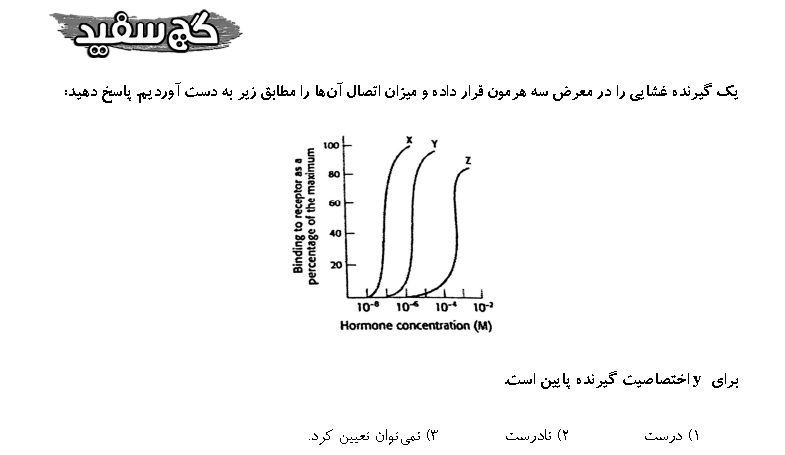 گچ سفید
یک گیرنده غشایی را در معرض سه هرمون قرار داده و میزان اتصال آن‌ها را مطابق زیر به دست آوردیم. پاسخ دهید:
Binding to receptor as a
percentage of the maximum
100
80
60
40
20
X Y Z
10⁻⁸ 10⁻⁶ 10⁻⁴ 10⁻²
Hormone concentration (M)
برای y اختصاصیت گیرنده پایین است.
۱) درست ۲) نادرست ۳) نمی‌توان تعیین کرد.